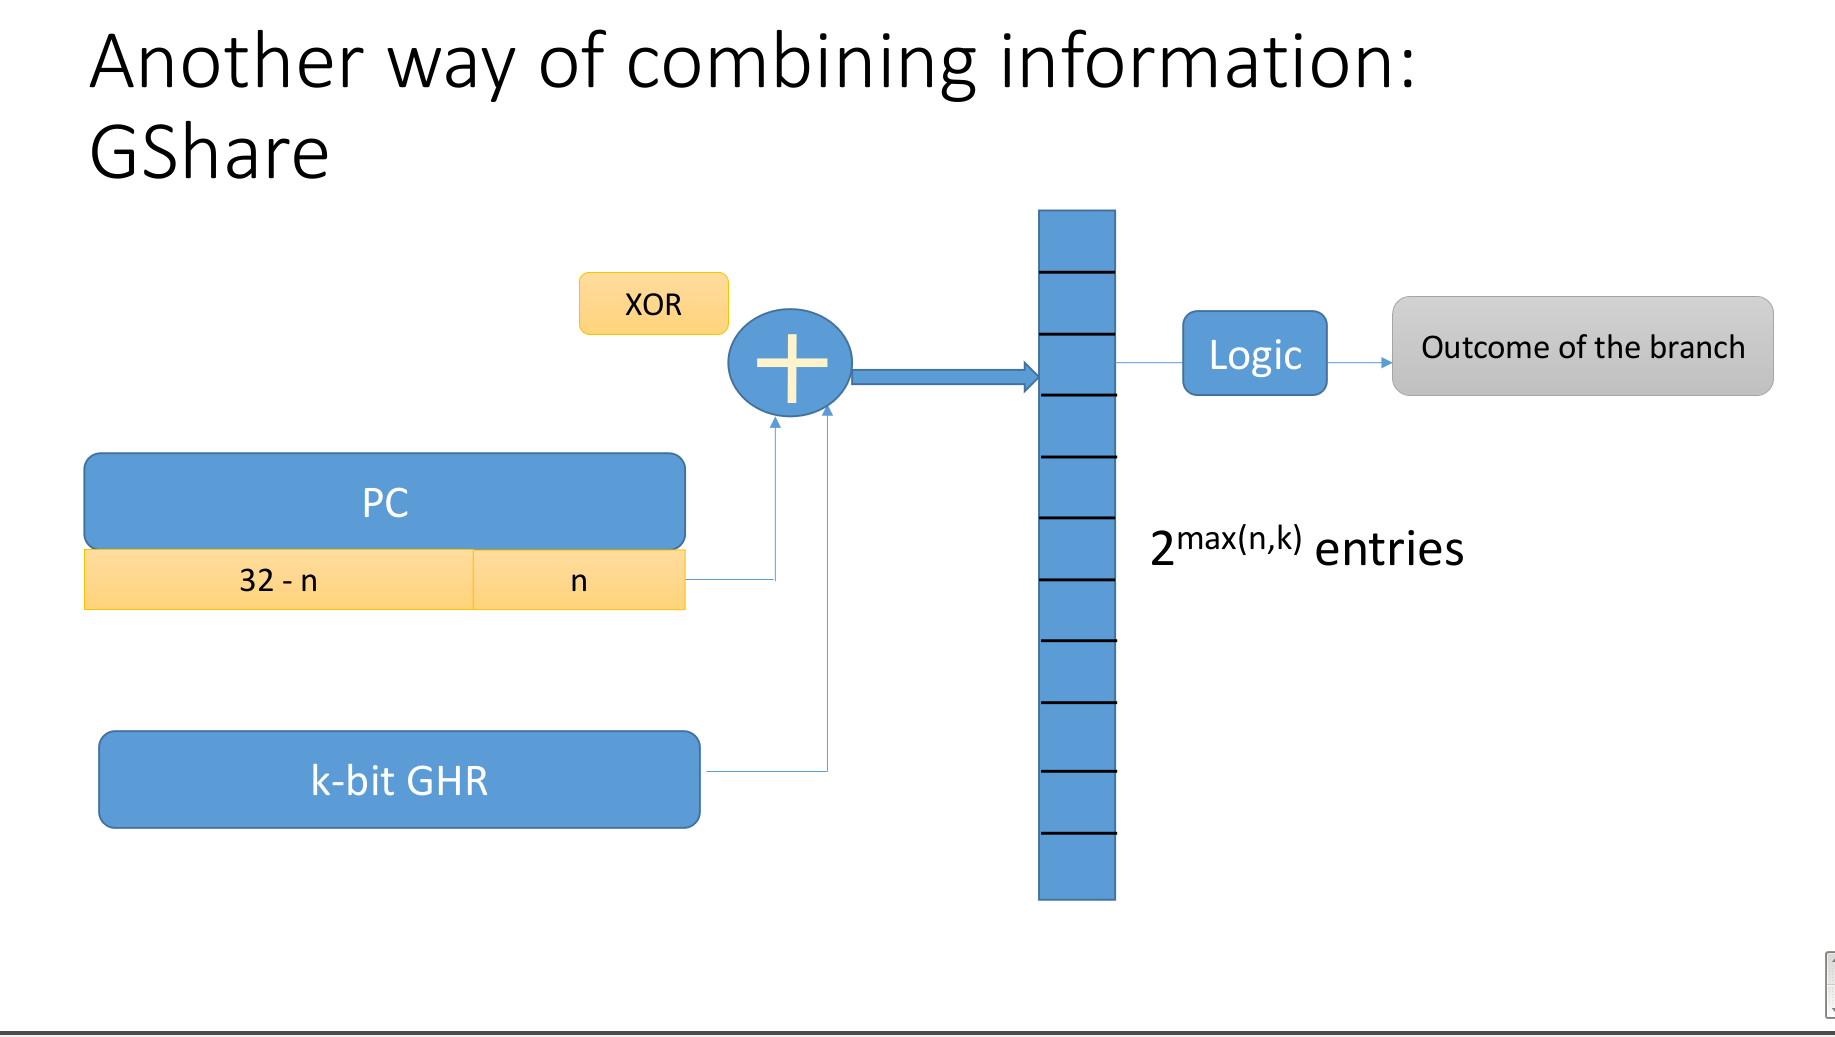 Another way of combining information:
GShare
XOR
Logic
Outcome of the branch
PC
32 - n
n
2^max(n,k) entries
k-bit GHR